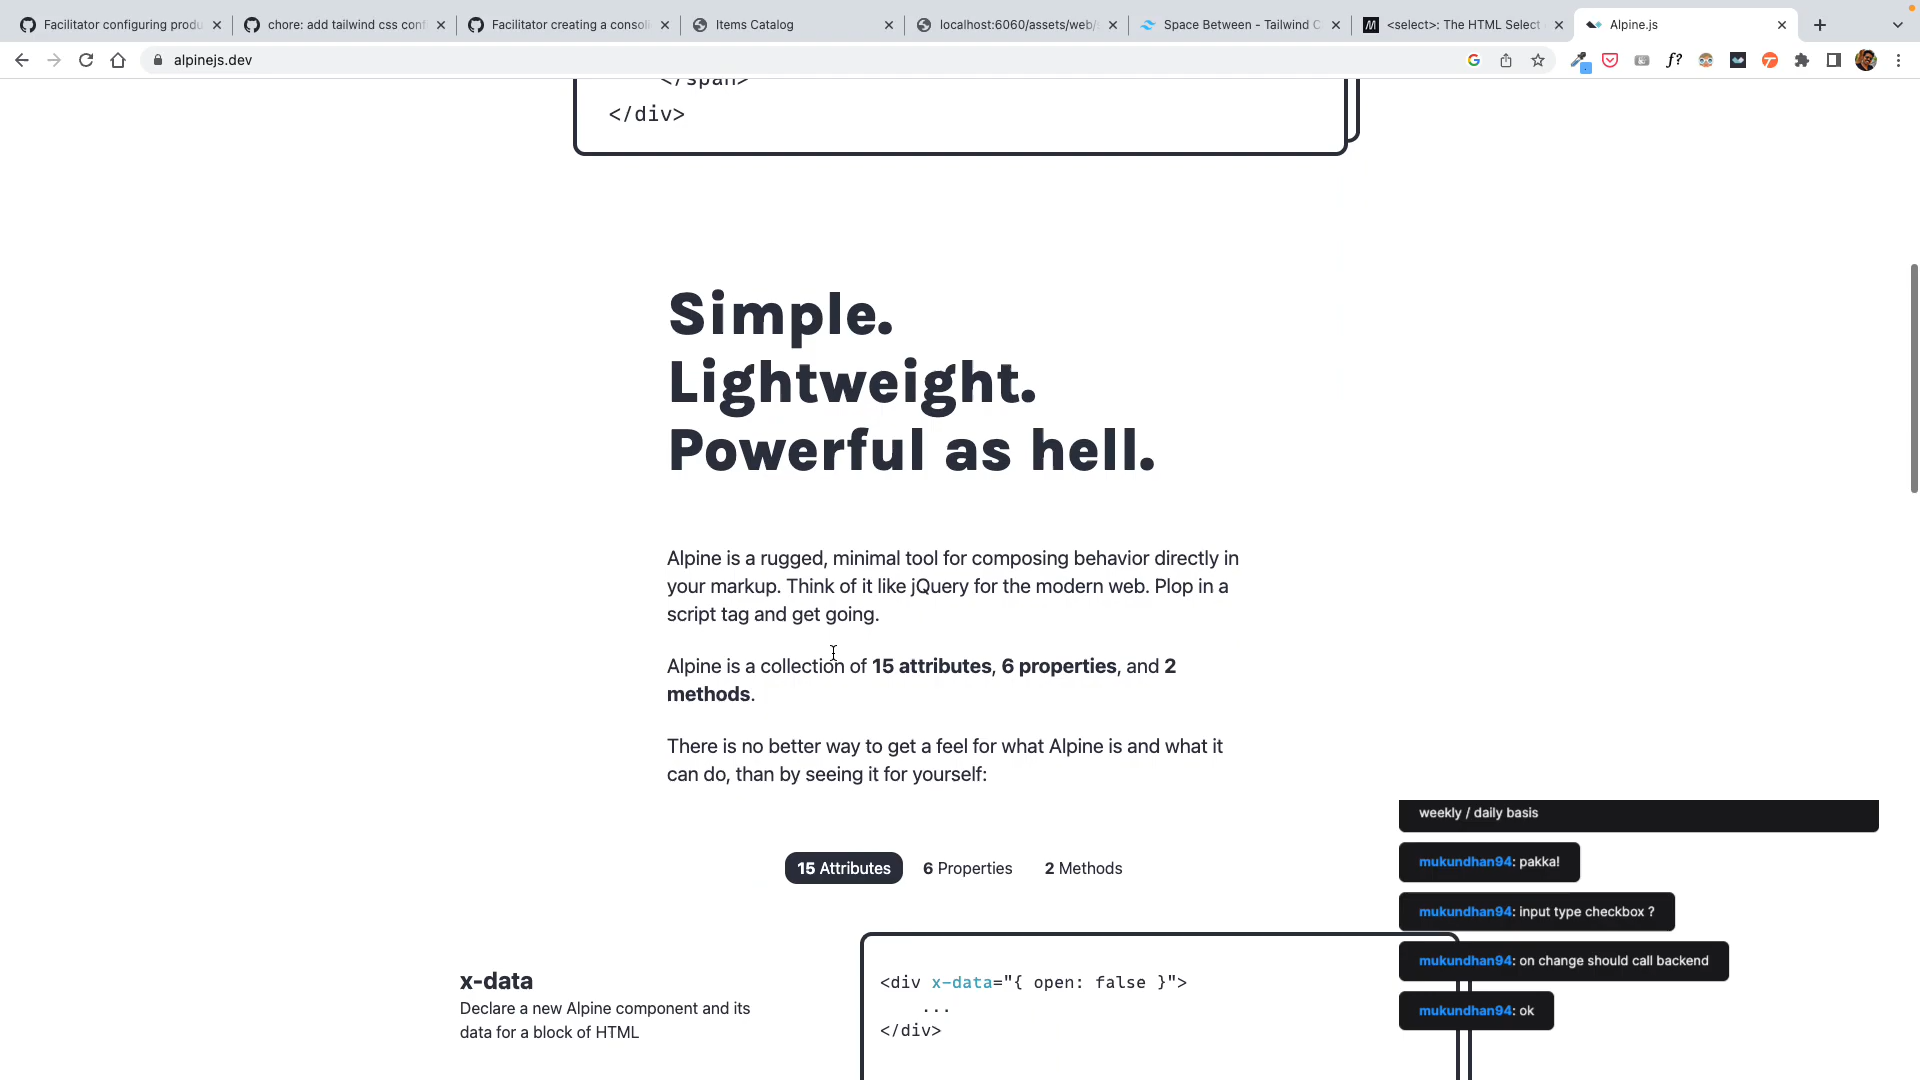 Facilitator configuring produ
chore: add tailwind css conf
Facilitator creating a consoli
Items Catalog
localhost:6060/assets/web/
Space Between - Tailwind C
<select>: The HTML Select
Alpine.js
alpinejs.dev
</span>
</div>
Simple.
Lightweight.
Powerful as hell.
Alpine is a rugged, minimal tool for composing behavior directly in
your markup. Think of it like jQuery for the modern web. Plop in a
script tag and get going.
Alpine is a collection of 15 attributes, 6 properties, and 2
methods.
There is no better way to get a feel for what Alpine is and what it
can do, than by seeing it for yourself:
15 Attributes
6 Properties
2 Methods
x-data
Declare a new Alpine component and its
data for a block of HTML
<div x-data="{ open: false }">
...
</div>
weekly / daily basis
mukundhan94: pakka!
mukundhan94: input type checkbox ?
mukundhan94: on change should call backend
mukundhan94: ok